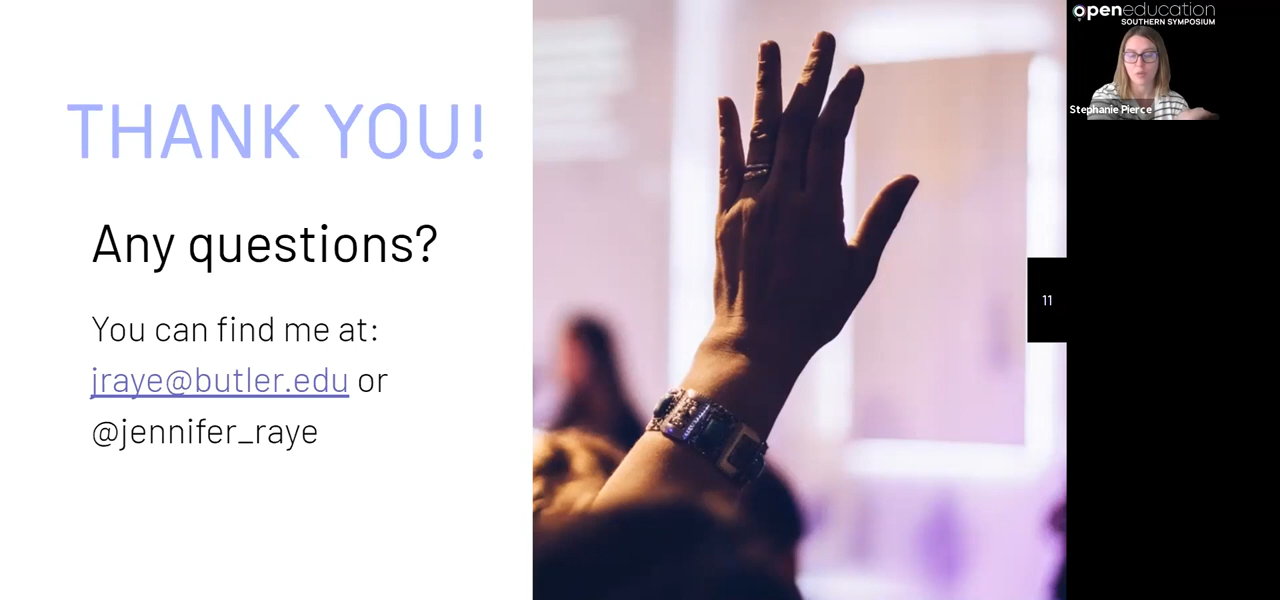 THANK YOU!
Any questions?
You can find me at:
jraye@butler.edu or
@jennifer_raye
11
openeducation
SOUTHERN SYMPOSIUM
Stephanie Pierce